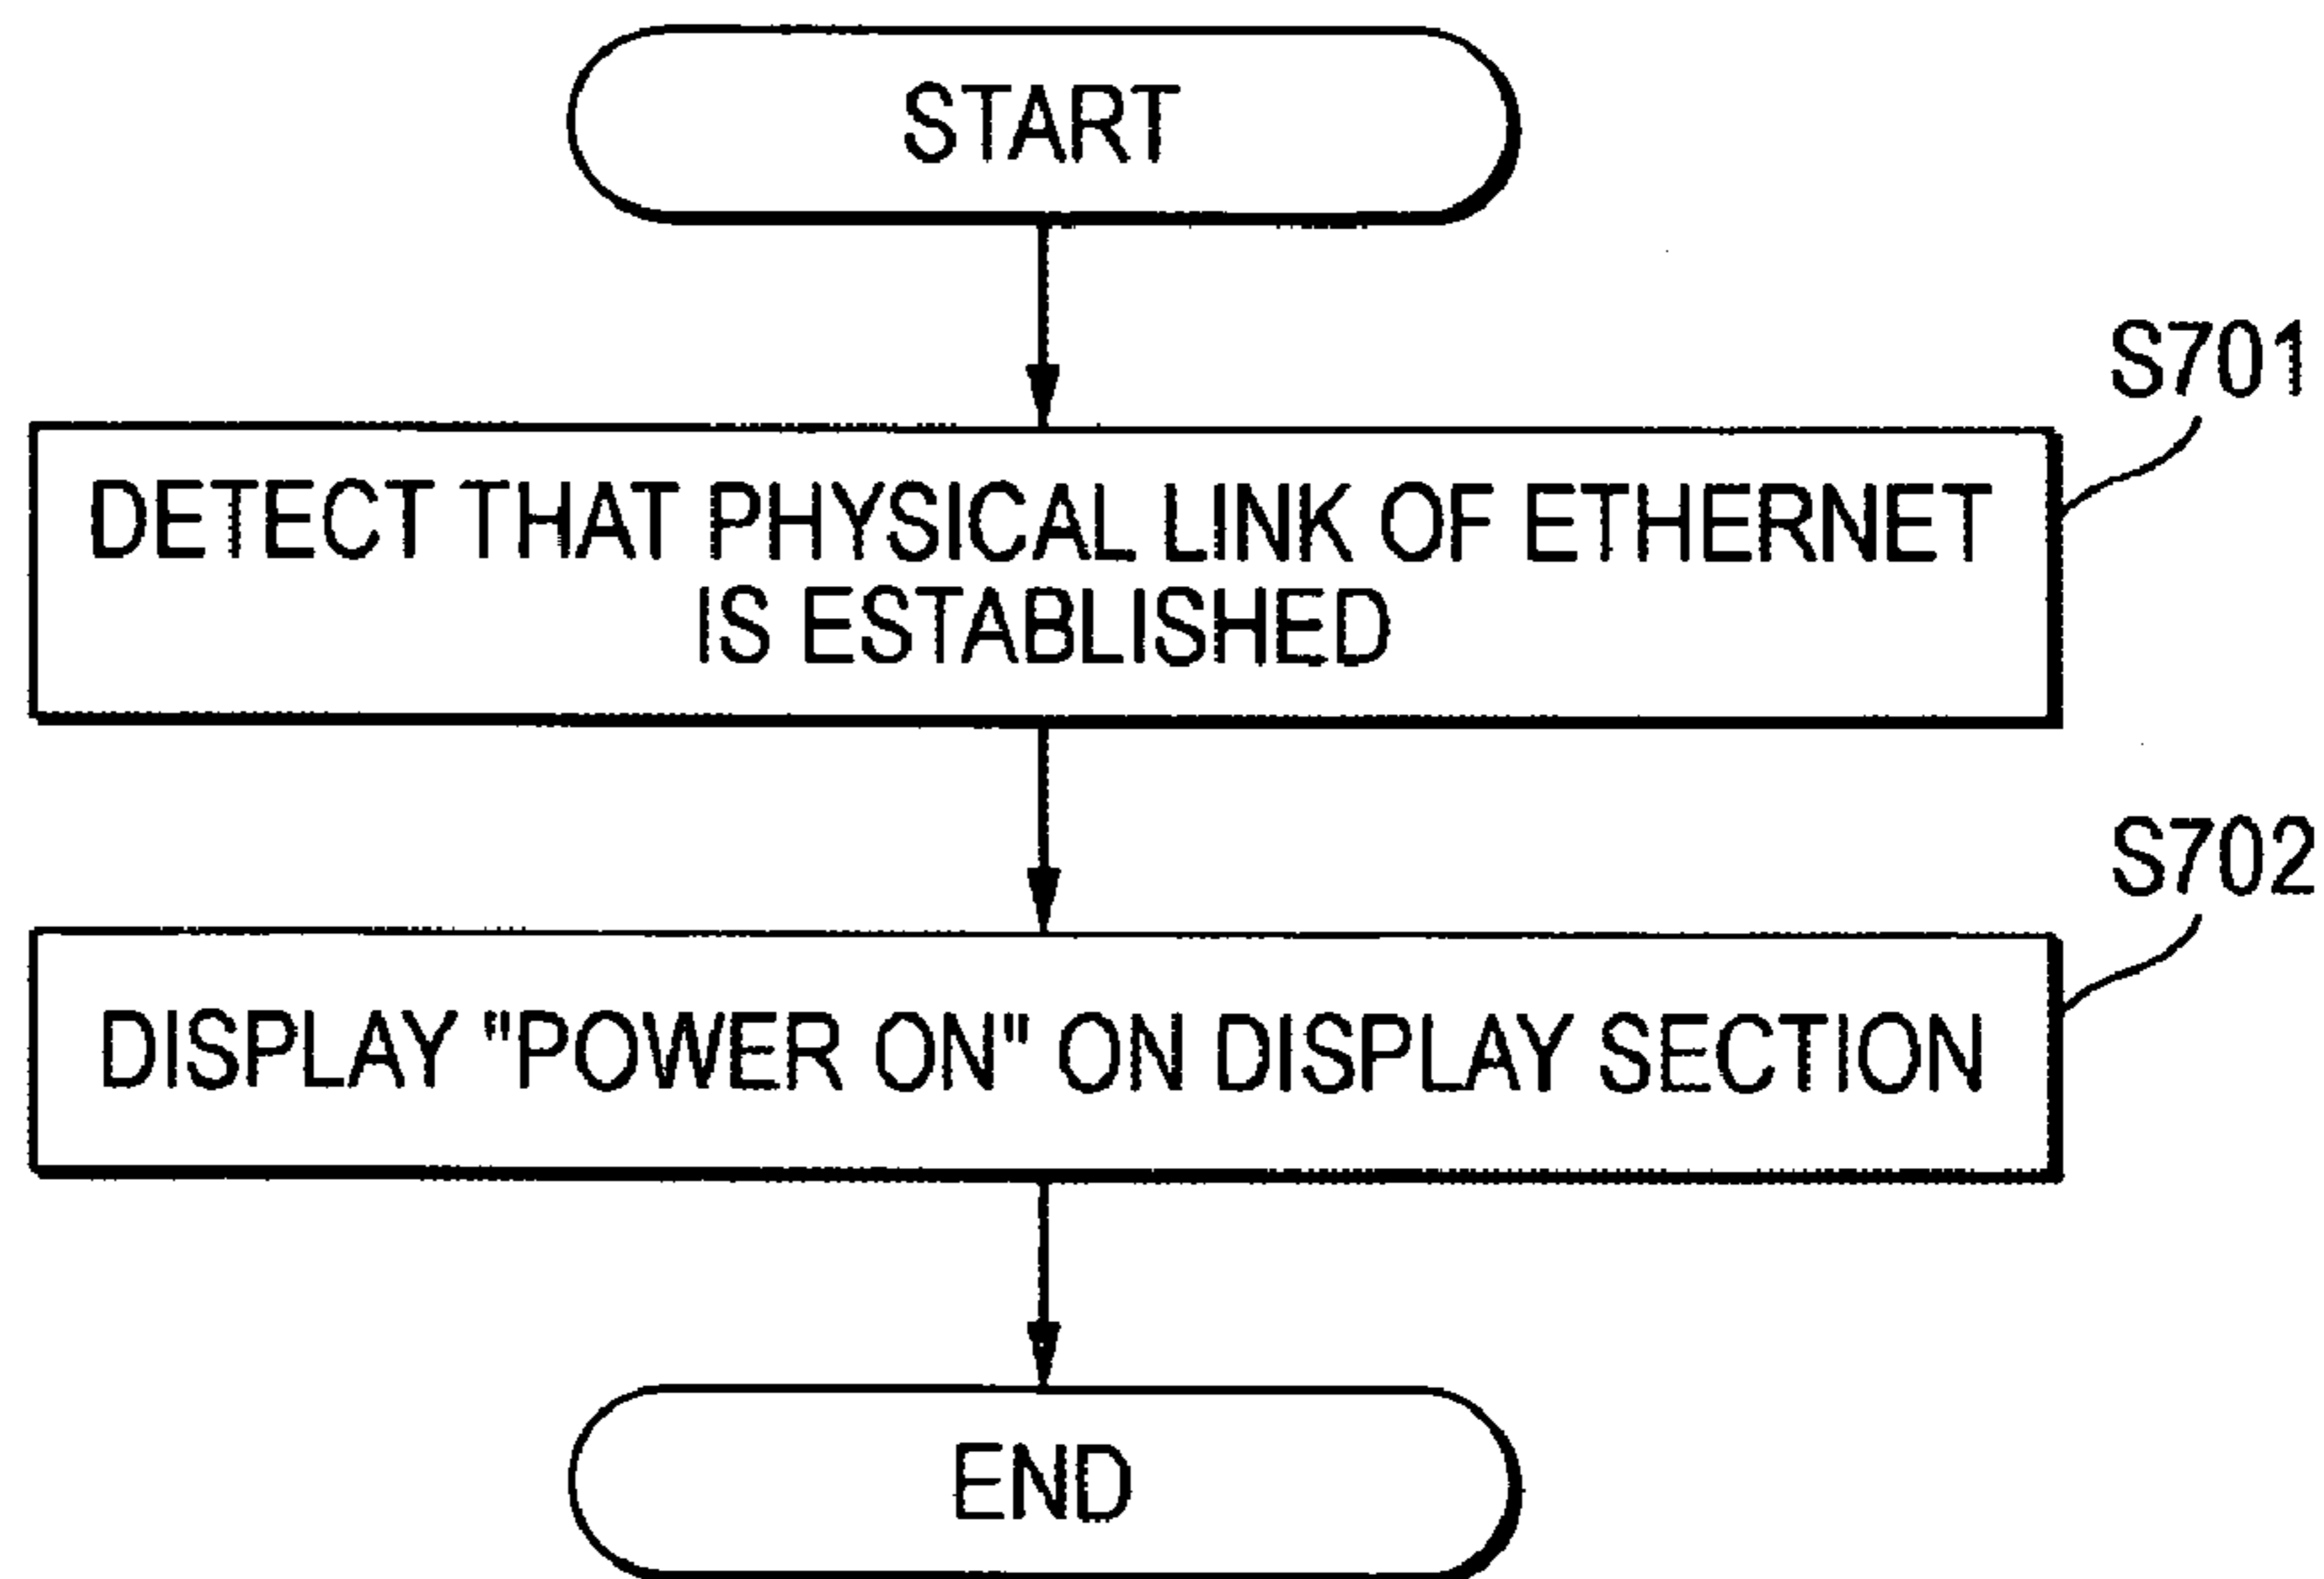 START
S701
DETECT THAT PHYSICAL LINK OF ETHERNET
IS ESTABLISHED
S702
DISPLAY "POWER ON" ON DISPLAY SECTION
END